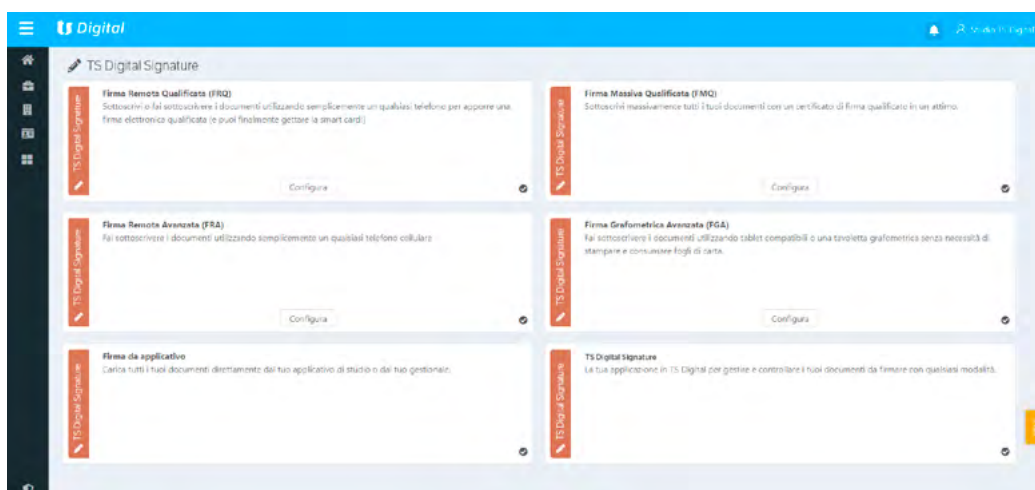 TS Digital
TS Digital Signature
TS Digital Signature
Firma Remota Qualificata (FRQ)
Sottoscrivi o fai sottoscrivere i documenti utilizzando semplicemente un qualsiasi telefono per apporre una
firma elettronica qualificata (e puoi finalmente gettare la smart card!)
Configura
TS Digital Signature
Firma Massiva Qualificata (FMQ)
Sottoscrivi massivamente tutti i tuoi documenti con un certificato di firma qualificato in un attimo.
Configura
TS Digital Signature
Firma Remota Avanzata (FRA)
Fai sottoscrivere i documenti utilizzando semplicemente un qualsiasi telefono cellulare
Configura
TS Digital Signature
Firma Grafometrica Avanzata (FGA)
Fai sottoscrivere i documenti utilizzando tablet compatibili o una tavoletta grafometrica senza necessità di
stampare e consumare fogli di carta.
Configura
TS Digital Signature
Firma da applicativo
Carica tutti i tuoi documenti direttamente dal tuo applicativo di studio o dal tuo gestionale.
TS Digital Signature
TS Digital Signature
La tua applicazione in TS Digital per gestire e controllare i tuoi documenti da firmare con qualsiasi modalità.